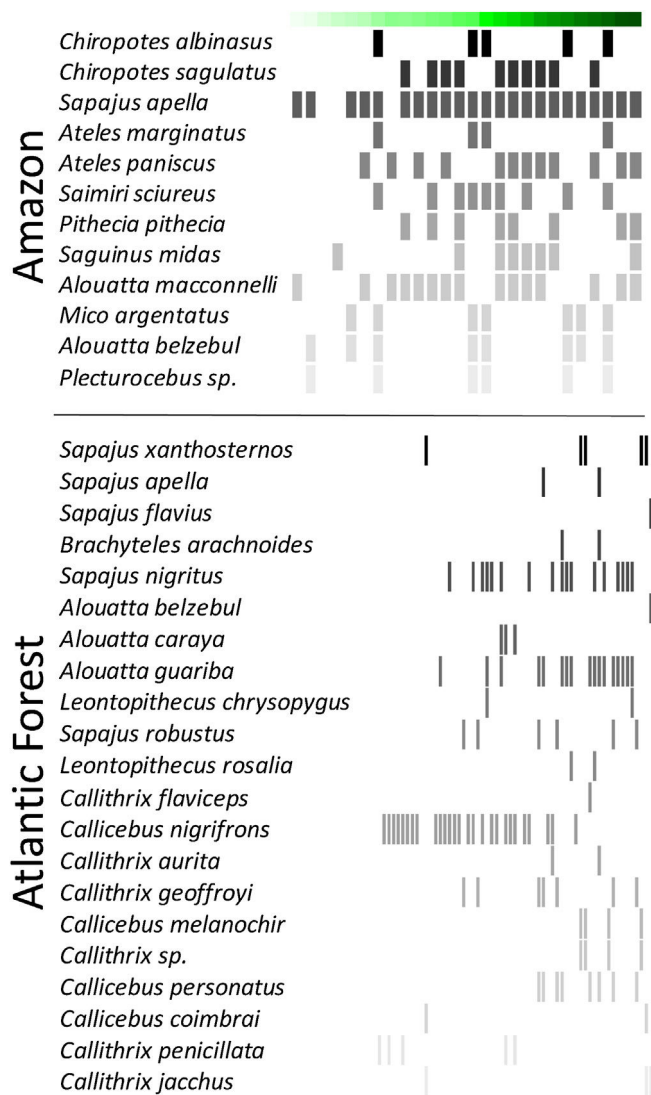 Amazon
Chiropotes albinasus
Chiropotes sagulatus
Sapajus apella
Ateles marginatus
Ateles paniscus
Saimiri sciureus
Pithecia pithecia
Saguinus midas
Alouatta macconnelli
Mico argentatus
Alouatta belzebul
Plecturocebus sp.
Atlantic Forest
Sapajus xanthosternos
Sapajus apella
Sapajus flavius
Brachyteles arachnoides
Sapajus nigritus
Alouatta belzebul
Alouatta caraya
Alouatta guariba
Leontopithecus chrysopygus
Sapajus robustus
Leontopithecus rosalia
Callithrix flaviceps
Callicebus nigrifrons
Callithrix aurita
Callithrix geoffroyi
Callicebus melanochir
Callithrix sp.
Callicebus personatus
Callicebus coimbrai
Callithrix penicillata
Callithrix jacchus